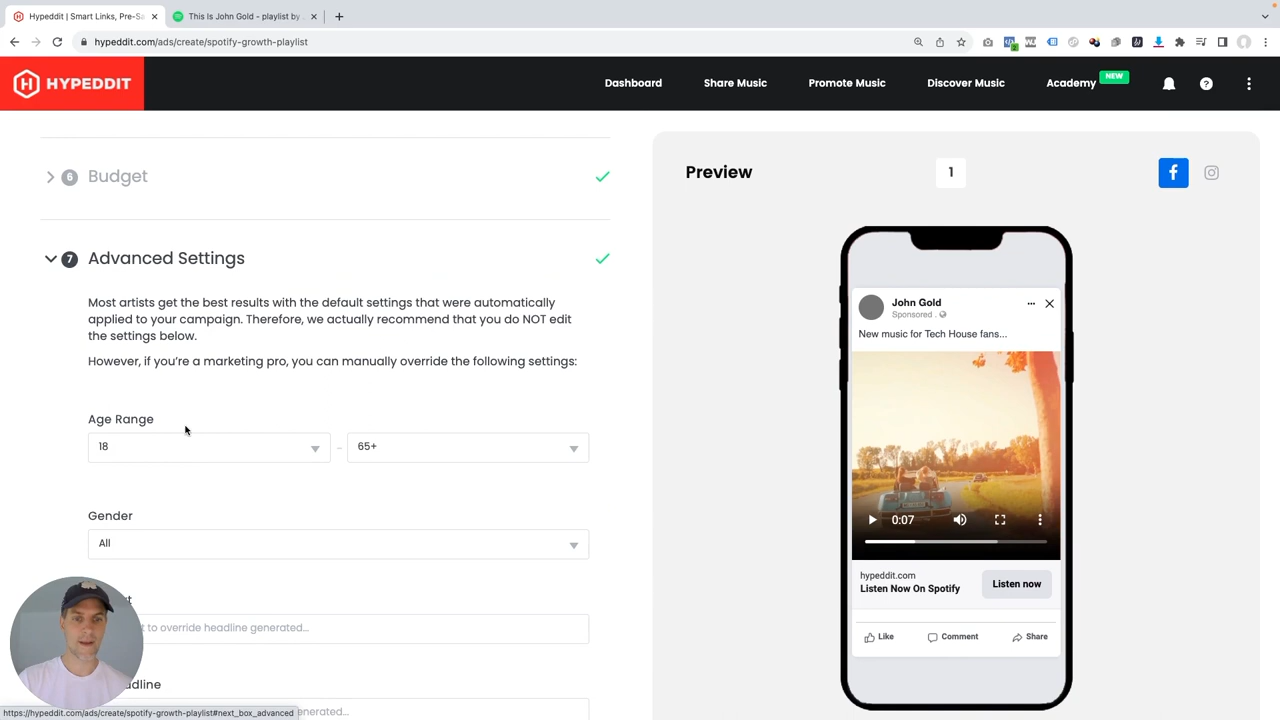 Hypeddit | Smart Links, Pre-Sa
This Is John Gold - playlist by
hypeddit.com/ads/create/spotify-growth-playlist
HYPEDDIT
Dashboard
Share Music
Promote Music
Discover Music
Academy
NEW
6
Budget
7
Advanced Settings
Most artists get the best results with the default settings that were automatically
applied to your campaign. Therefore, we actually recommend that you do NOT edit
the settings below.
However, if you're a marketing pro, you can manually override the following settings:
Age Range
18
-
65+
Gender
All
to override headline generated...
https://hypeddit.com/ads/create/spotify-growth-playlist#next_box_advanced
Preview
1
John Gold
Sponsored .
New music for Tech House fans...
0:07
hypeddit.com
Listen Now On Spotify
Listen now
Like
Comment
Share